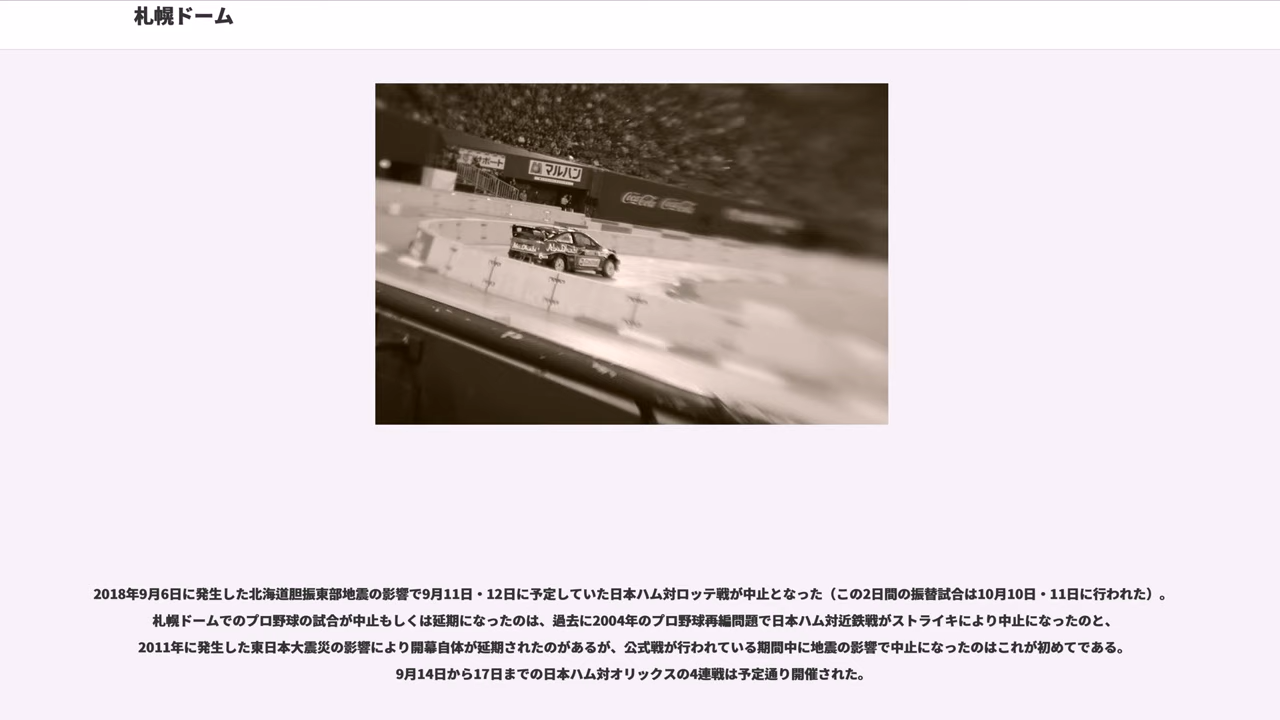 札幌ドーム
サポート
マルハン
Coca-Cola Coca-Cola
Abu Dhabi
Abu Dhabi
2018年9月6日に発生した北海道胆振東部地震の影響で9月11日・12日に予定していた日本ハム対ロッテ戦が中止となった（この2日間の振替試合は10月10日・11日に行われた）。
札幌ドームでのプロ野球の試合が中止もしくは延期になったのは、過去に2004年のプロ野球再編問題で日本ハム対近鉄戦がストライキにより中止になったのと、
2011年に発生した東日本大震災の影響により開幕自体が延期されたのがあるが、公式戦が行われている期間中に地震の影響で中止になったのはこれが初めてである。
9月14日から17日までの日本ハム対オリックスの4連戦は予定通り開催された。